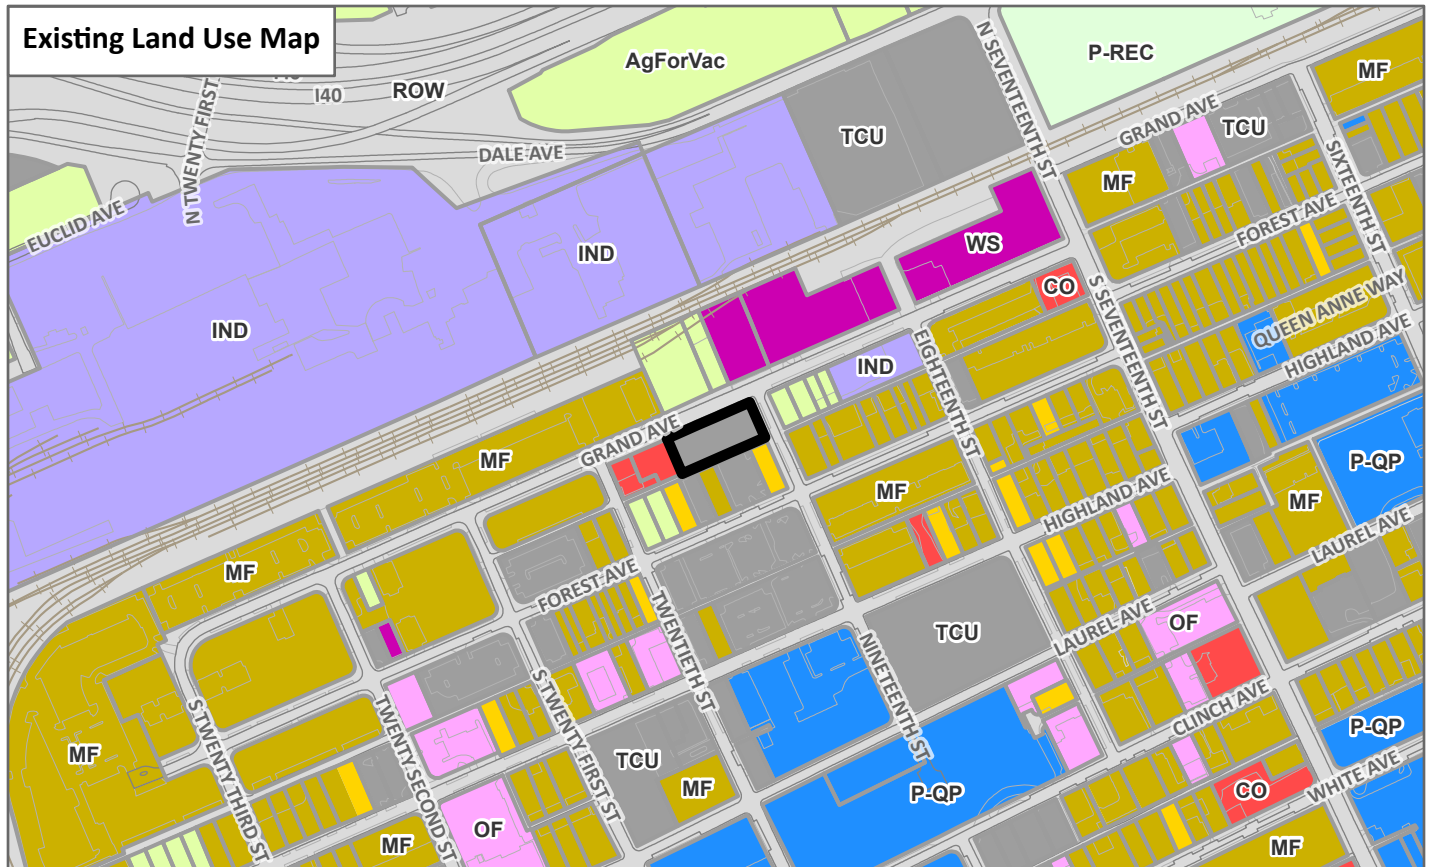 Existing Land Use Map
I40
ROW
AgForVac
P-REC
MF
N SEVENTEENTH ST
N TWENTY FIRST
DALE AVE
TCU
GRAND AVE
TCU
SIXTEENTH ST
MF
EUCLID AVE
FOREST AVE
IND
WS
IND
CO
QUEEN ANNE WAY
HIGHLAND AVE
S SEVENTEENTH ST
IND
EIGHTEENTH ST
GRAND AVE
MF
MF
HIGHLAND AVE
P-QP
MF
LAUREL AVE
MF
FOREST AVE
TWENTIETH ST
NINETEENTH ST
TCU
LAUREL AVE
OF
S TWENTY THIRD ST
TWENTY SECOND ST
S TWENTY FIRST ST
CLINCH AVE
P-QP
MF
TCU
MF
P-QP
CO
WHITE AVE
OF
MF
MF